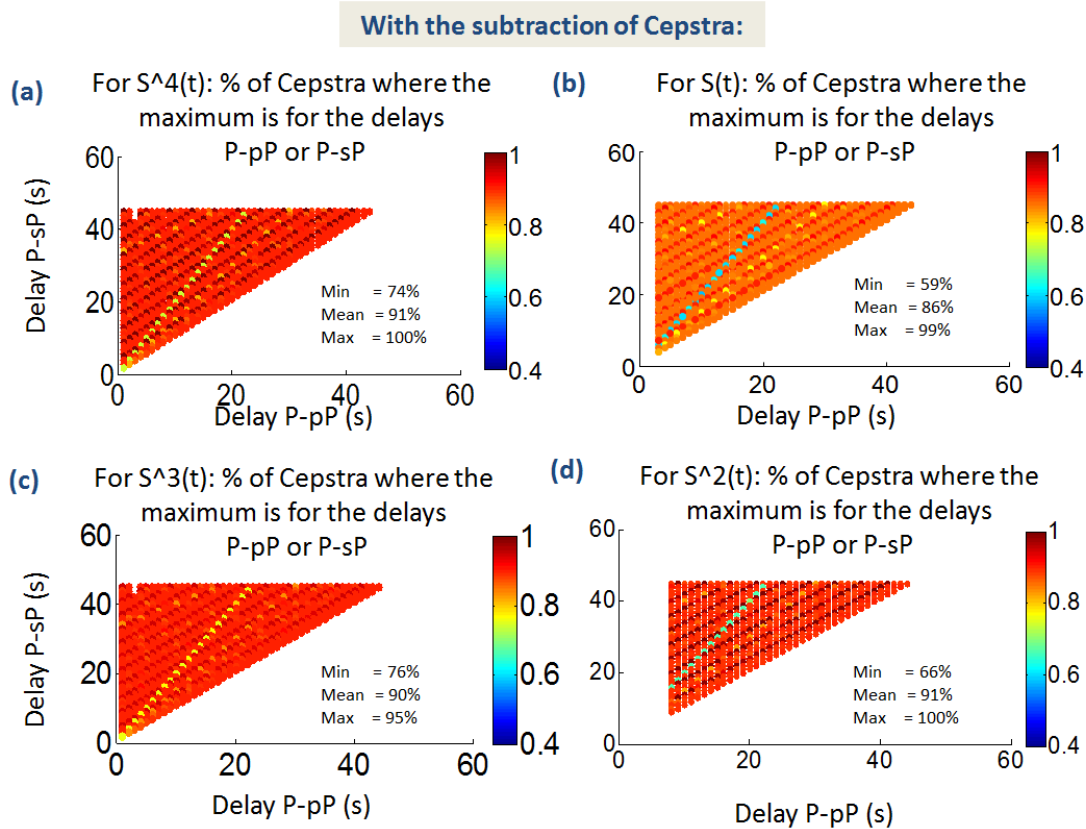 With the subtraction of Cepstra:
(a)
For S^4(t): % of Cepstra where the
maximum is for the delays
P-pP or P-sP
60
40
20
0
Delay P-sP (s)
Min = 74%
Mean = 91%
Max = 100%
1
0.8
0.6
0.4
0 20 40 60
Delay P-pP (s)
(b)
For S(t): % of Cepstra where the
maximum is for the delays
P-pP or P-sP
60
40
20
0
Min = 59%
Mean = 86%
Max = 99%
1
0.8
0.6
0.4
0 20 40 60
Delay P-pP (s)
(c)
For S^3(t): % of Cepstra where the
maximum is for the delays
P-pP or P-sP
60
40
20
0
Delay P-sP (s)
Min = 76%
Mean = 90%
Max = 95%
1
0.8
0.6
0.4
0 20 40 60
Delay P-pP (s)
(d)
For S^2(t): % of Cepstra where the
maximum is for the delays
P-pP or P-sP
60
40
20
0
Min = 66%
Mean = 91%
Max = 100%
1
0.8
0.6
0.4
0 20 40 60
Delay P-pP (s)